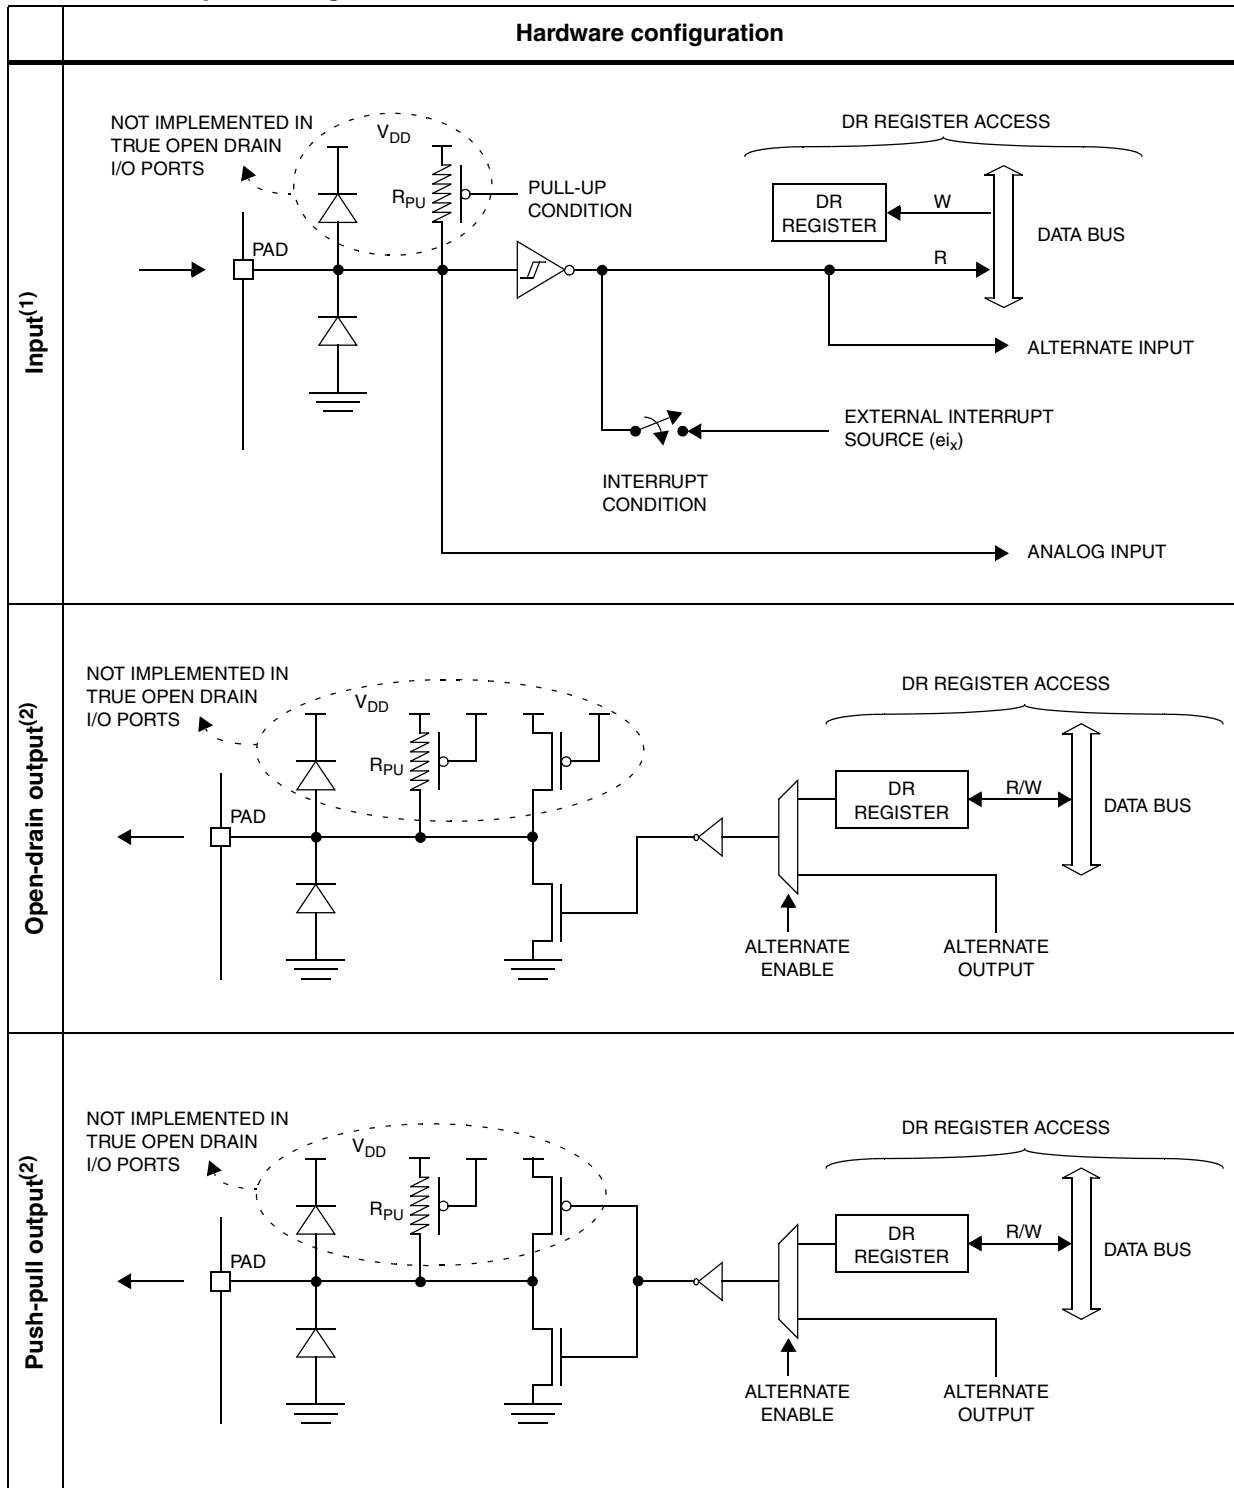 Hardware configuration
Input(1)
NOT IMPLEMENTED IN
TRUE OPEN DRAIN
I/O PORTS
VDD
RPU
PULL-UP
CONDITION
PAD
DR REGISTER ACCESS
DR
REGISTER
W
R
DATA BUS
ALTERNATE INPUT
EXTERNAL INTERRUPT
SOURCE (eix)
INTERRUPT
CONDITION
ANALOG INPUT
Open-drain output(2)
NOT IMPLEMENTED IN
TRUE OPEN DRAIN
I/O PORTS
VDD
RPU
PAD
DR REGISTER ACCESS
DR
REGISTER
R/W
DATA BUS
ALTERNATE
ENABLE
ALTERNATE
OUTPUT
Push-pull output(2)
NOT IMPLEMENTED IN
TRUE OPEN DRAIN
I/O PORTS
VDD
RPU
PAD
DR REGISTER ACCESS
DR
REGISTER
R/W
DATA BUS
ALTERNATE
ENABLE
ALTERNATE
OUTPUT